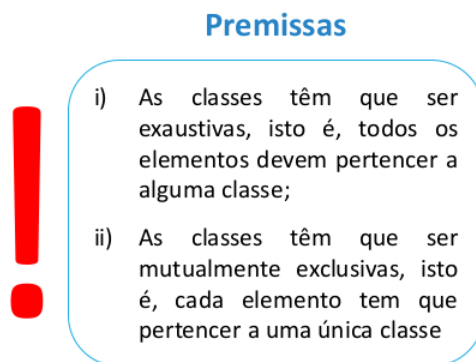 Premissas
i) As classes têm que ser
exaustivas, isto é, todos os
elementos devem pertencer a
alguma classe;
ii) As classes têm que ser
mutualmente exclusivas, isto
é, cada elemento tem que
pertencer a uma única classe
!